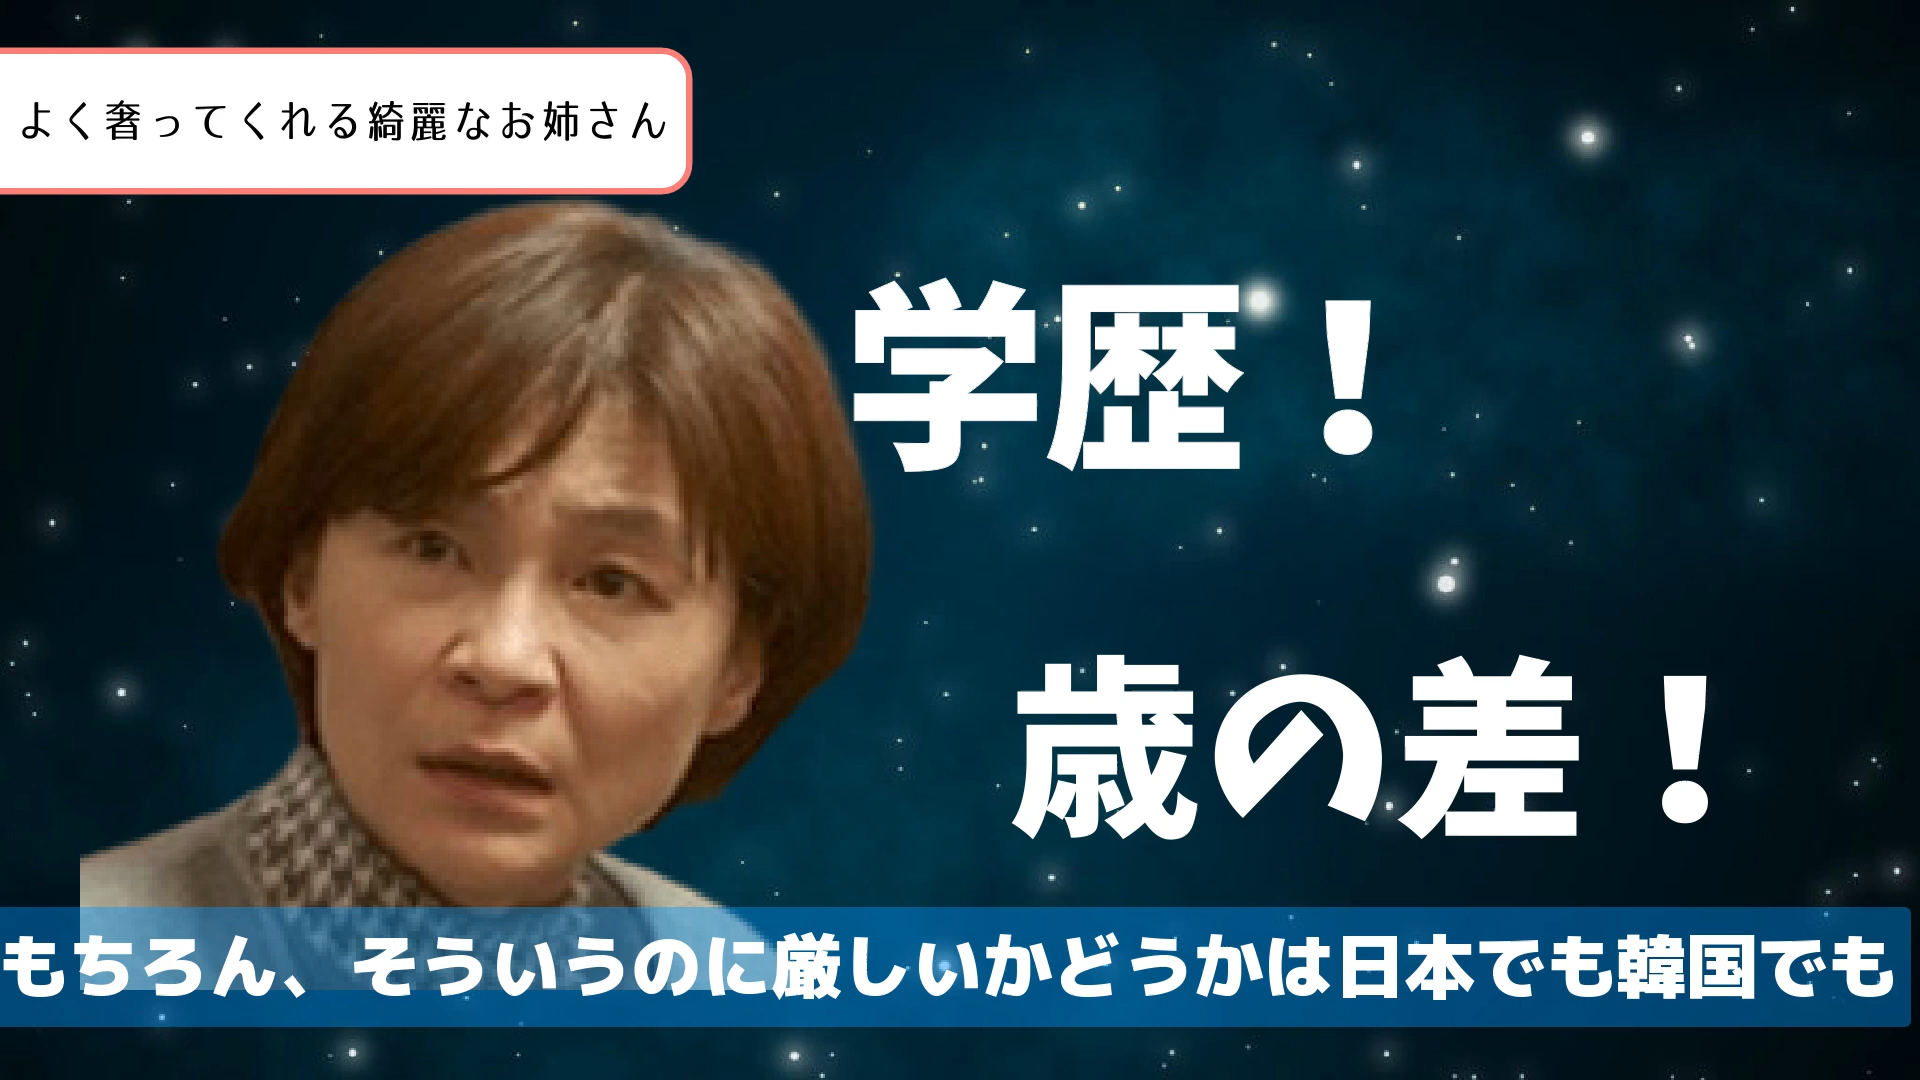 よく奢ってくれる綺麗なお姉さん
学歴！
歳の差！
もちろん、そういうのに厳しいかどうかは日本でも韓国でも